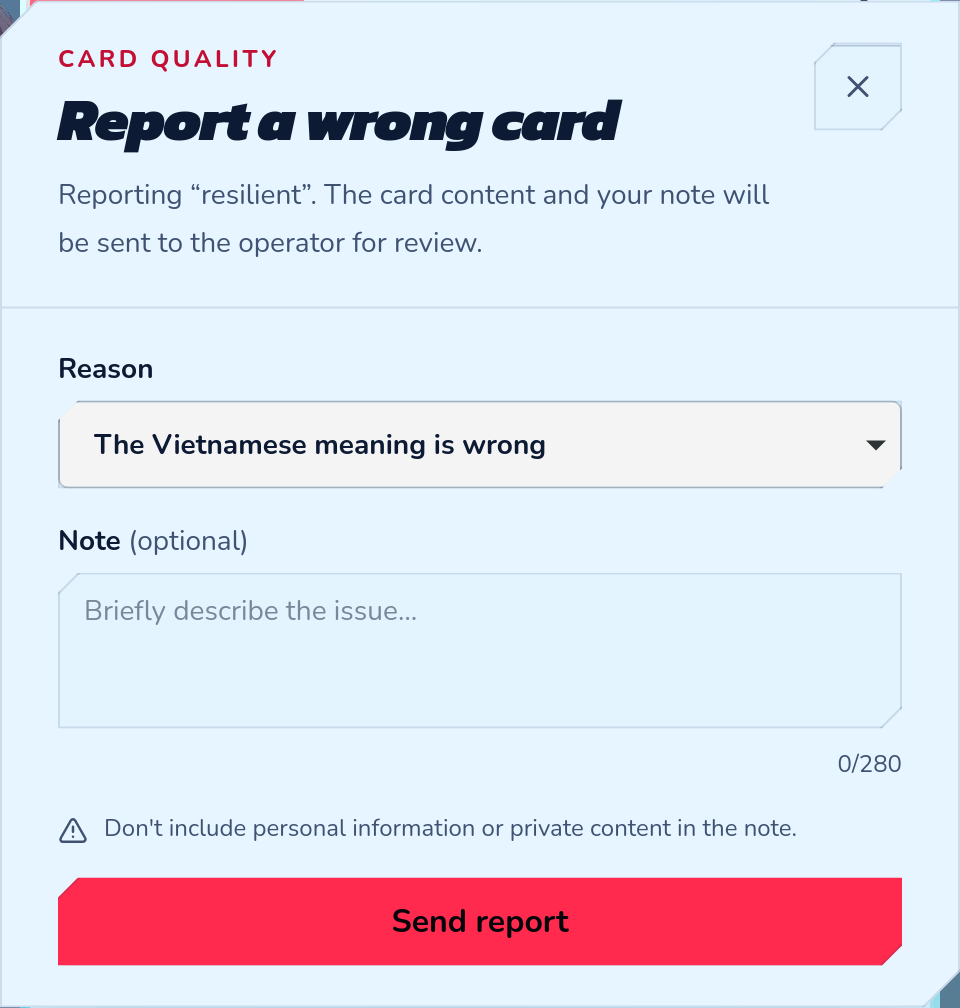 CARD QUALITY
Report a wrong card
Reporting “resilient”. The card content and your note will
be sent to the operator for review.
Reason
The Vietnamese meaning is wrong
Note (optional)
Briefly describe the issue...
0/280
Don't include personal information or private content in the note.
Send report